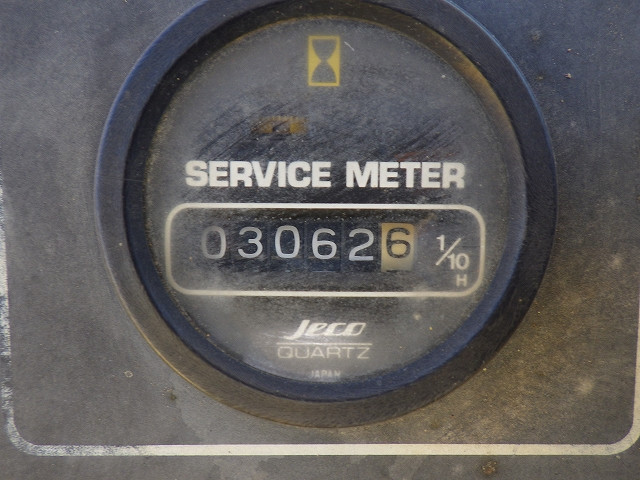 SERVICE METER
030626 1/10 H
Jeco
QUARTZ
JAPAN